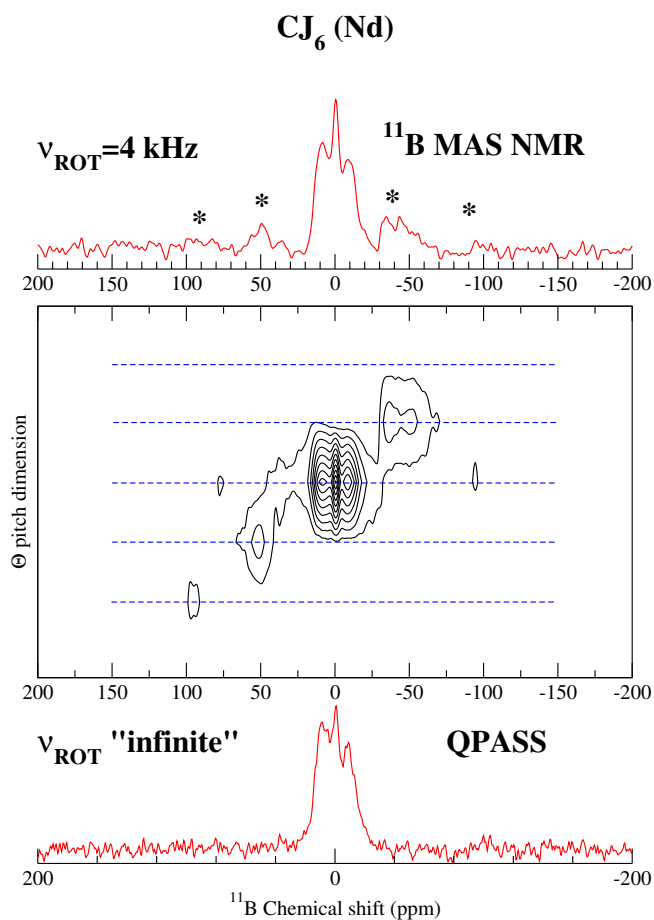 CJ6 (Nd)
νROT=4 kHz
11B MAS NMR
* * * *
200 150 100 50 0 -50 -100 -150 -200
Θ pitch dimension
200 150 100 50 0 -50 -100 -150 -200
νROT "infinite"
QPASS
200 0 -200
11B Chemical shift (ppm)